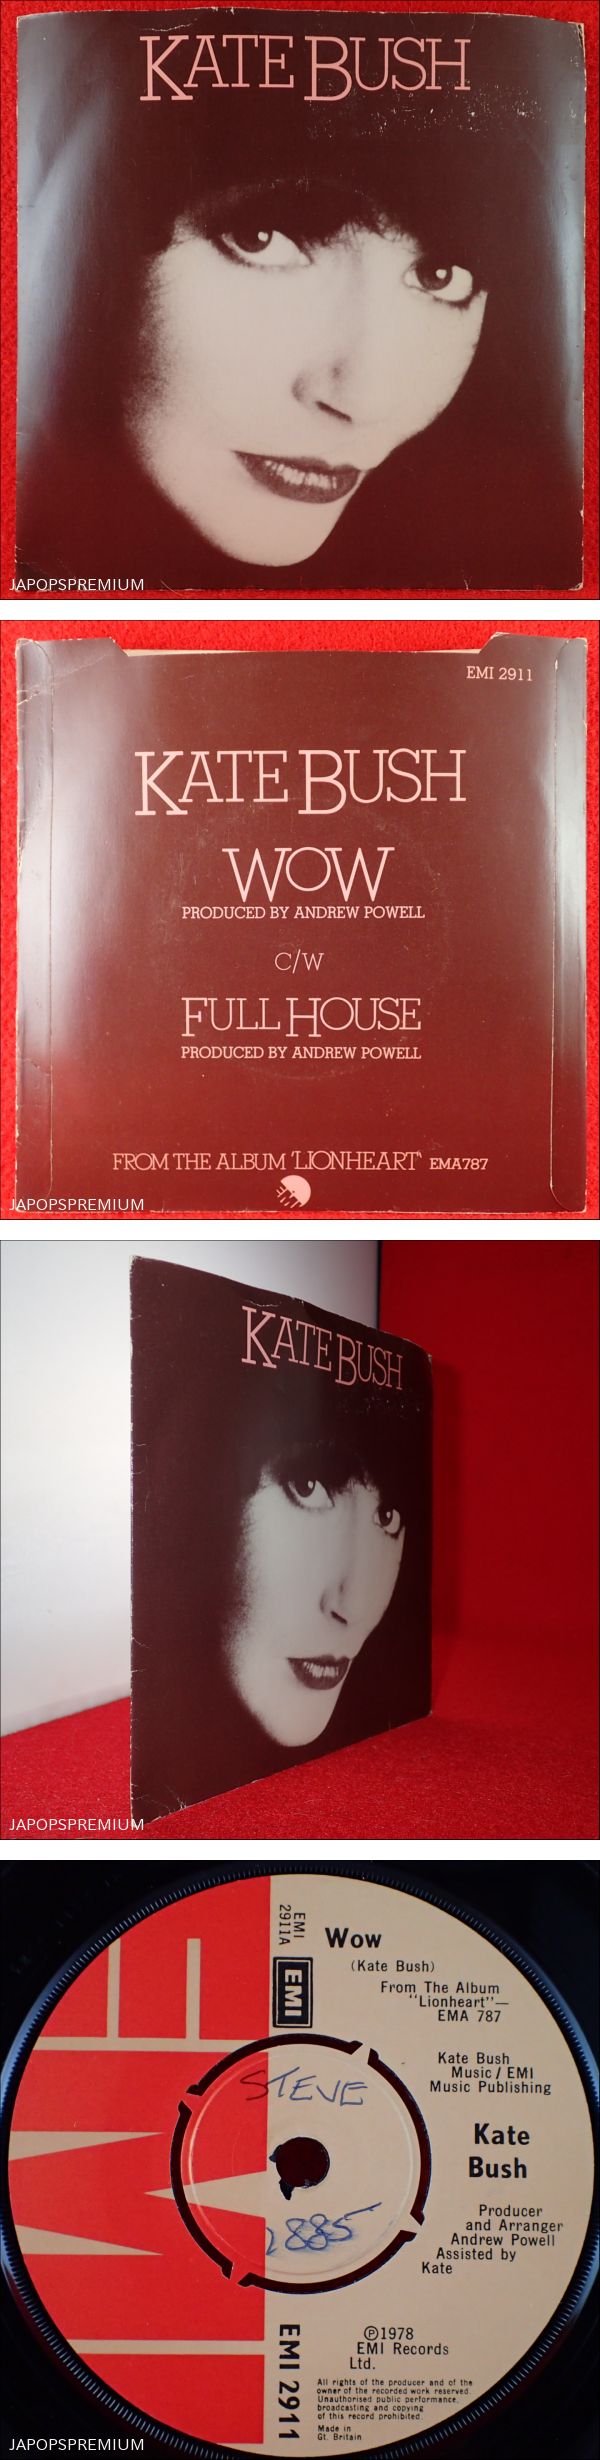 KATE BUSH
JAPOPSPREMIUM
EMI 2911
KATE BUSH
WOW
PRODUCED BY ANDREW POWELL
C/W
FULL HOUSE
PRODUCED BY ANDREW POWELL
FROM THE ALBUM 'LIONHEART' EMA787
JAPOPSPREMIUM
KATE BUSH
JAPOPSPREMIUM
EMI
2911A
EMI
Wow
(Kate Bush)
From The Album
"Lionheart"—
EMA 787
Kate Bush
Music / EMI
Music Publishing
STEVE
Kate
Bush
2885
Producer
and Arranger
Andrew Powell
Assisted by
Kate
EMI 2911
℗1978
EMI Records
Ltd.
All rights of the producer and of the
owner of the recorded work reserved.
Unauthorised public performance,
broadcasting and copying
of this record prohibited.
Made in
Gt. Britain
JAPOPSPREMIUM